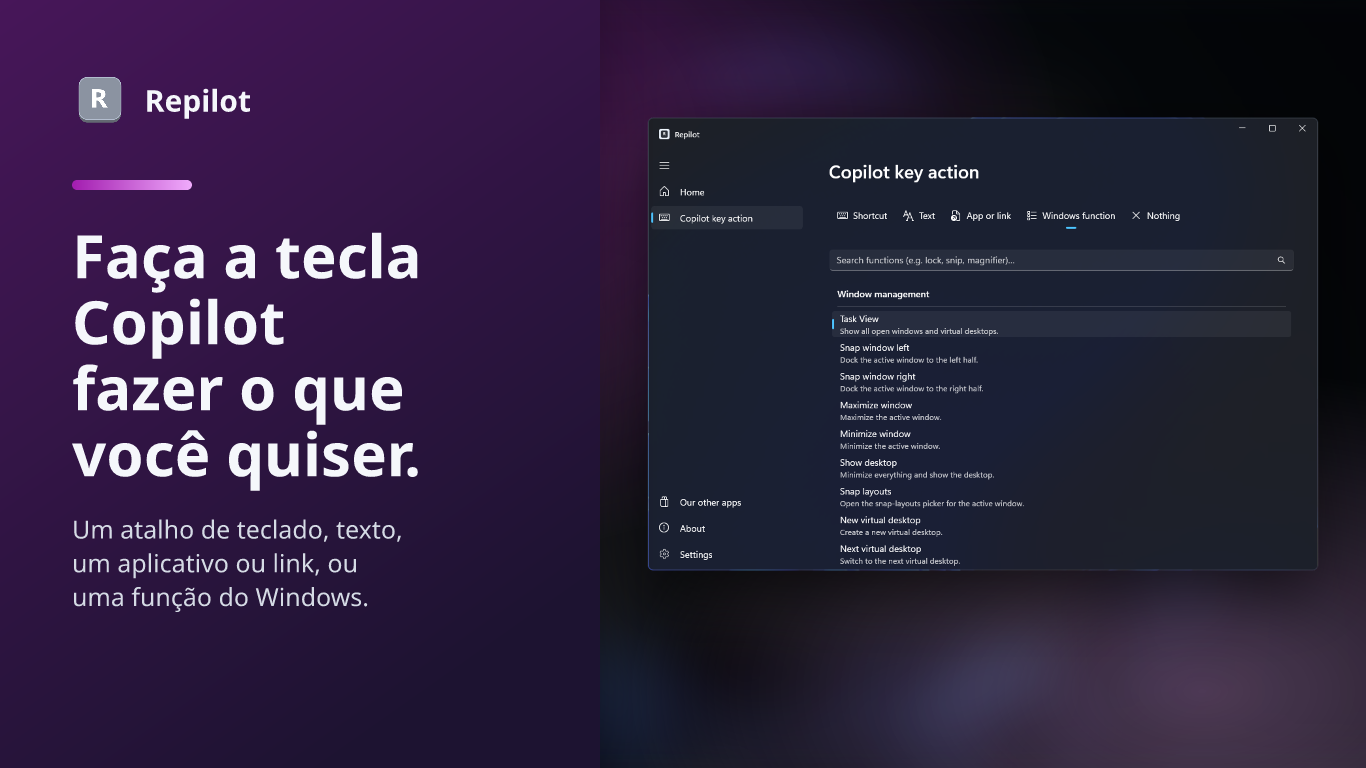 R
Repilot
Faça a tecla
Copilot
fazer o que
você quiser.
Um atalho de teclado, texto,
um aplicativo ou link, ou
uma função do Windows.
Repilot
Home
Copilot key action
Our other apps
About
Settings
Copilot key action
Shortcut Text App or link Windows function Nothing
Search functions (e.g. lock, snip, magnifier)...
Window management
Task View
Show all open windows and virtual desktops.
Snap window left
Dock the active window to the left half.
Snap window right
Dock the active window to the right half.
Maximize window
Maximize the active window.
Minimize window
Minimize the active window.
Show desktop
Minimize everything and show the desktop.
Snap layouts
Open the snap-layouts picker for the active window.
New virtual desktop
Create a new virtual desktop.
Next virtual desktop
Switch to the next virtual desktop.